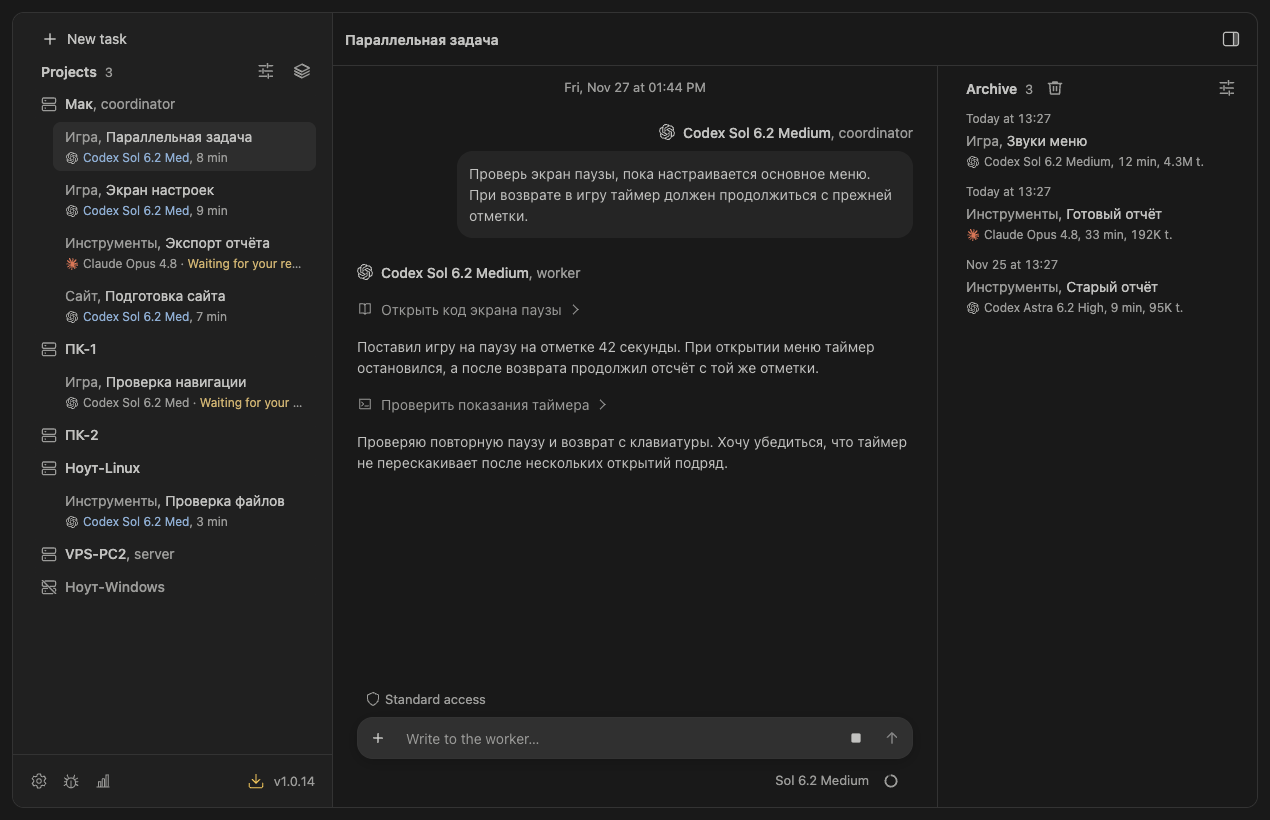 New task
Projects 3
Мак, coordinator
Игра, Параллельная задача
Codex Sol 6.2 Med, 8 min
Игра, Экран настроек
Codex Sol 6.2 Med, 9 min
Инструменты, Экспорт отчёта
Claude Opus 4.8 · Waiting for your re...
Сайт, Подготовка сайта
Codex Sol 6.2 Med, 7 min
ПК-1
Игра, Проверка навигации
Codex Sol 6.2 Med · Waiting for your ...
ПК-2
Ноут-Linux
Инструменты, Проверка файлов
Codex Sol 6.2 Med, 3 min
VPS-PC2, server
Ноут-Windows
v1.0.14
Параллельная задача
Fri, Nov 27 at 01:44 PM
Codex Sol 6.2 Medium, coordinator
Проверь экран паузы, пока настраивается основное меню.
При возврате в игру таймер должен продолжиться с прежней
отметки.
Codex Sol 6.2 Medium, worker
Открыть код экрана паузы
Поставил игру на паузу на отметке 42 секунды. При открытии меню таймер
остановился, а после возврата продолжил отсчёт с той же отметки.
Проверить показания таймера
Проверяю повторную паузу и возврат с клавиатуры. Хочу убедиться, что таймер
не перескакивает после нескольких открытий подряд.
Standard access
Write to the worker...
Sol 6.2 Medium
Archive 3
Today at 13:27
Игра, Звуки меню
Codex Sol 6.2 Medium, 12 min, 4.3M t.
Today at 13:27
Инструменты, Готовый отчёт
Claude Opus 4.8, 33 min, 192K t.
Nov 25 at 13:27
Инструменты, Старый отчёт
Codex Astra 6.2 High, 9 min, 95K t.